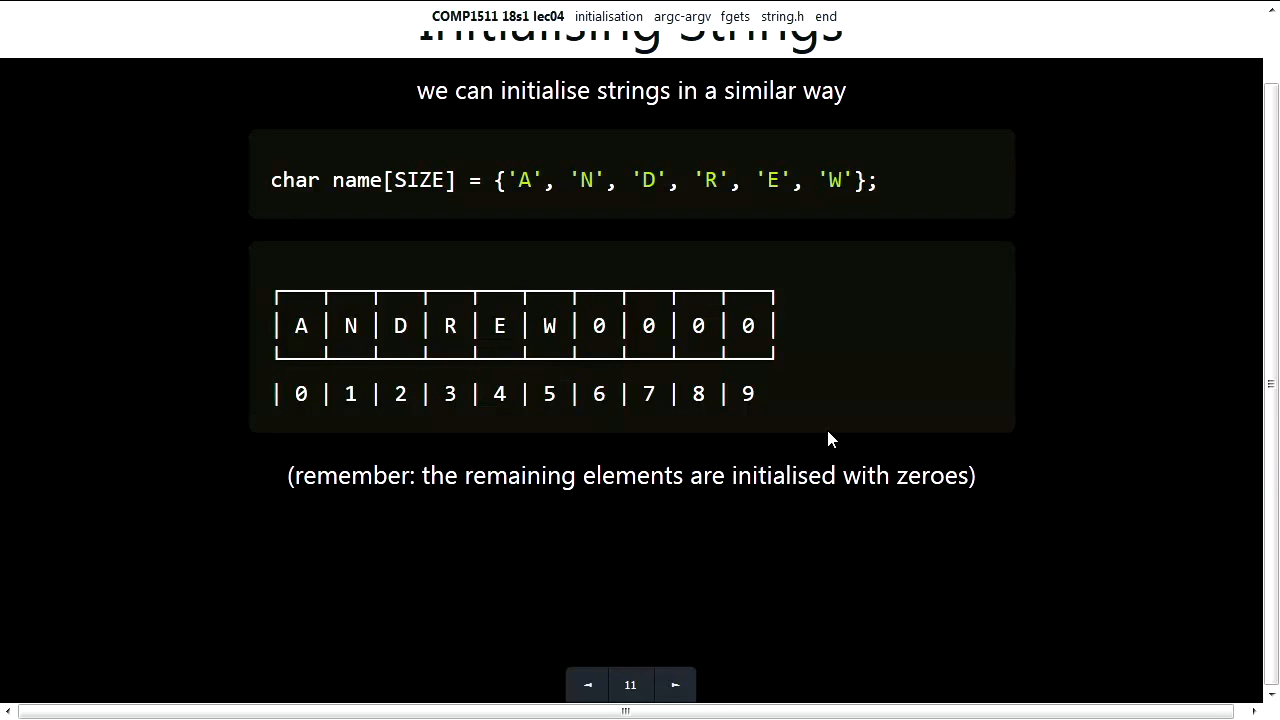 COMP1511 18s1 lec04 initialisation argc-argv fgets string.h end
Initialising Strings
we can initialise strings in a similar way
char name[SIZE] = {'A', 'N', 'D', 'R', 'E', 'W'};
| A | N | D | R | E | W | 0 | 0 | 0 | 0 |
| 0 | 1 | 2 | 3 | 4 | 5 | 6 | 7 | 8 | 9
(remember: the remaining elements are initialised with zeroes)
11